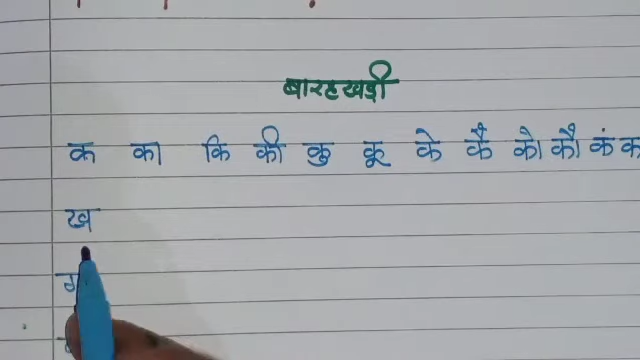 बारहखड़ी
क का कि की कु कू के कै को कौ कं क
ख
ग